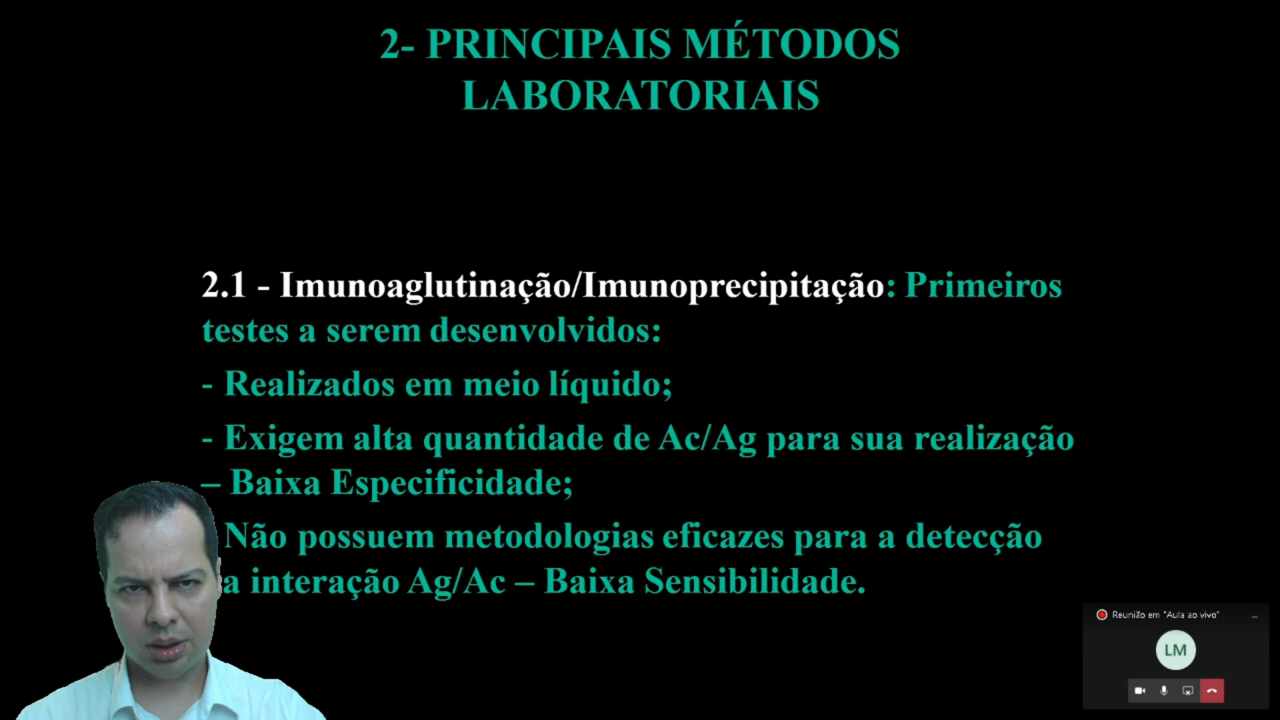 2- PRINCIPAIS MÉTODOS
LABORATORIAIS
2.1 - Imunoaglutinação/Imunoprecipitação: Primeiros
testes a serem desenvolvidos:
- Realizados em meio líquido;
- Exigem alta quantidade de Ac/Ag para sua realização
– Baixa Especificidade;
Não possuem metodologias eficazes para a detecção
a interação Ag/Ac – Baixa Sensibilidade.
Reunião em "Aula ao vivo"
LM